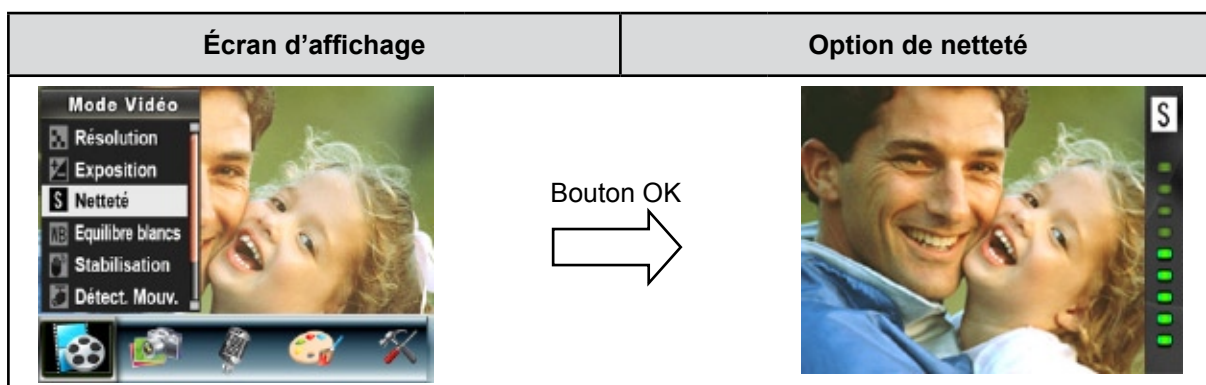 Écran d’affichage
Option de netteté
Mode Vidéo
Résolution
Exposition
S Netteté
Equilibre blancs
Stabilisation
Détect. Mouv.
Bouton OK
S